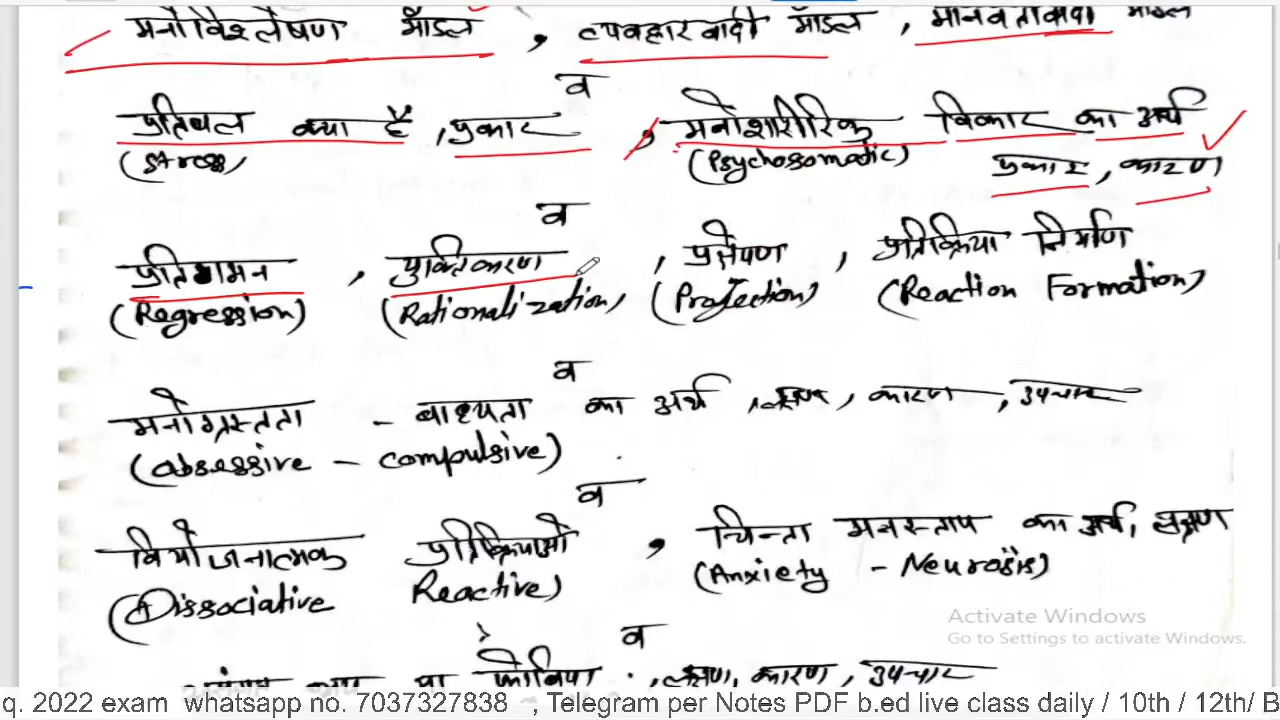 मनोविश्लेषण मॉडल , व्यवहारवादी मॉडल , मानवतावादी मॉडल
व
प्रतिबल क्या है , प्रकार , मनोशारीरिक विकार का अर्थ
(Stress, (Psychosomatic) प्रकार , कारण
व
प्रतिगमन , युक्तिकरण , प्रक्षेपण , प्रतिक्रिया निर्माण
(Regression) (Rationalization, (Projection) (Reaction Formation)
व
मनोग्रस्तता - बाध्यता का अर्थ , लक्षण , कारण , उपचार
(Obsessive - Compulsive)
व
वियोजनात्मक प्रतिक्रियाओं , चिन्ता मनस्ताप का अर्थ, लक्षण
(Dissociative Reactive) (Anxiety - Neurosis)
व
या फोबिया , लक्षण, कारण, उपचार
Activate Windows
Go to Settings to activate Windows.
q. 2022 exam whatsapp no. 7037327838 , Telegram per Notes PDF b.ed live class daily / 10th / 12th/ B